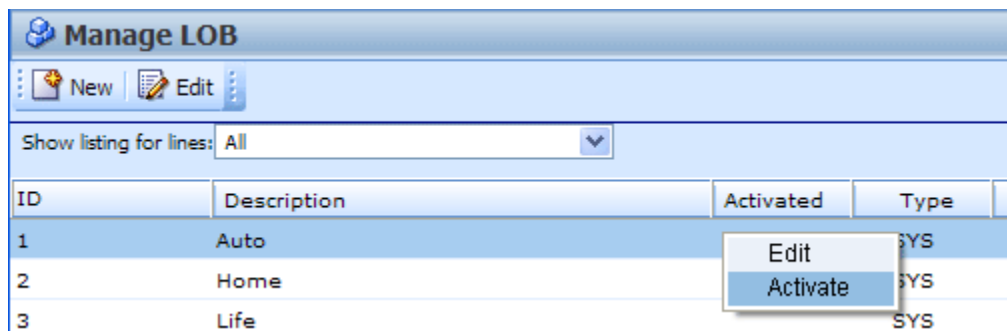 Manage LOB
New Edit
Show listing for lines: All
ID Description Activated Type
1 Auto SYS
Edit
2 Home SYS
Activate
3 Life SYS